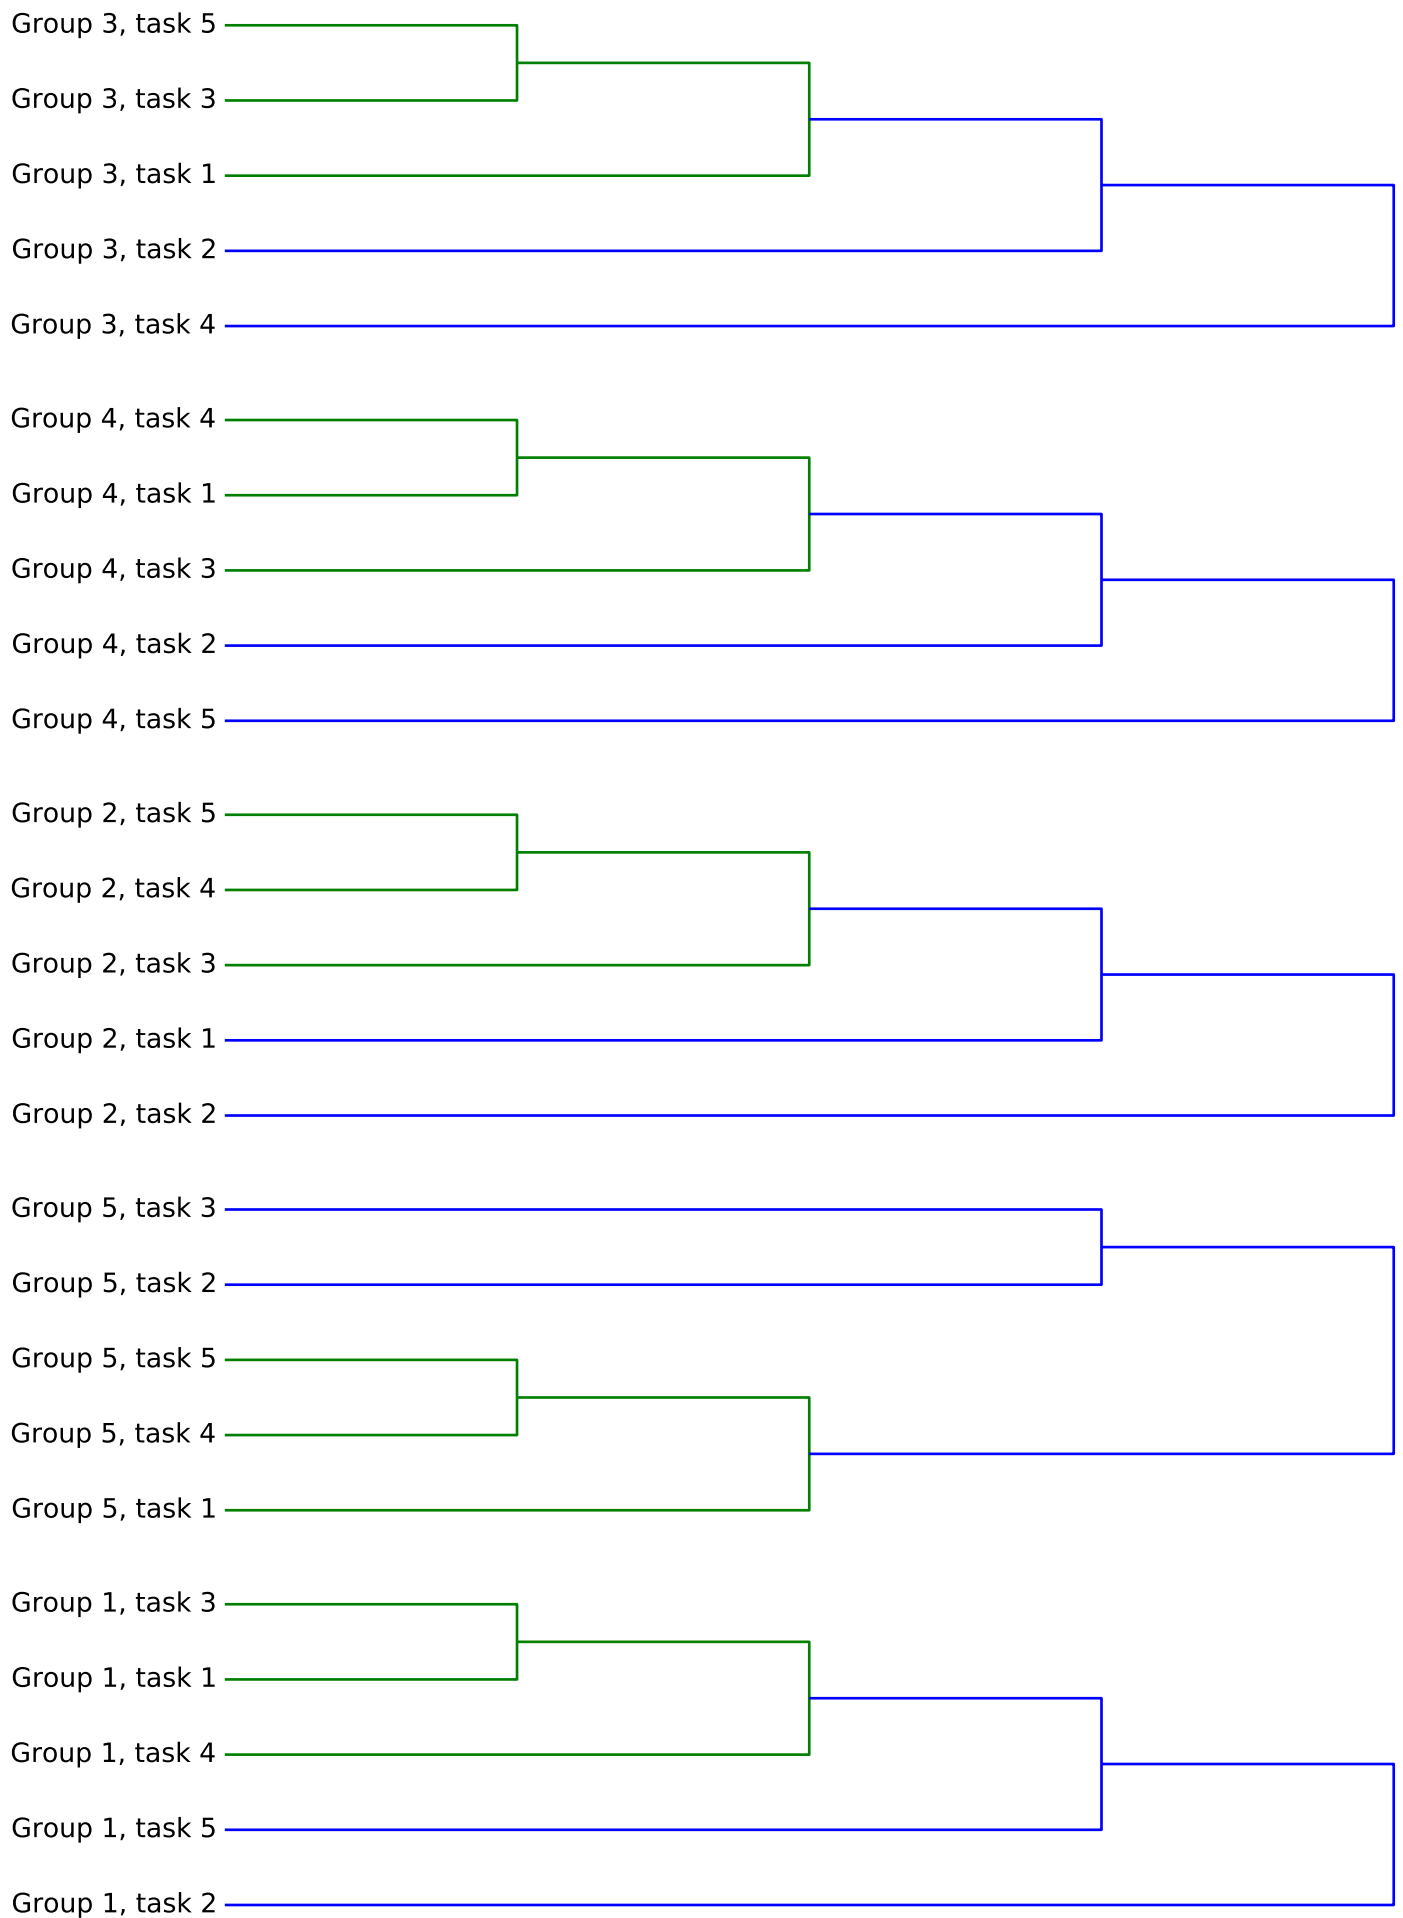 Group 3, task 5
Group 3, task 3
Group 3, task 1
Group 3, task 2
Group 3, task 4
Group 4, task 4
Group 4, task 1
Group 4, task 3
Group 4, task 2
Group 4, task 5
Group 2, task 5
Group 2, task 4
Group 2, task 3
Group 2, task 1
Group 2, task 2
Group 5, task 3
Group 5, task 2
Group 5, task 5
Group 5, task 4
Group 5, task 1
Group 1, task 3
Group 1, task 1
Group 1, task 4
Group 1, task 5
Group 1, task 2